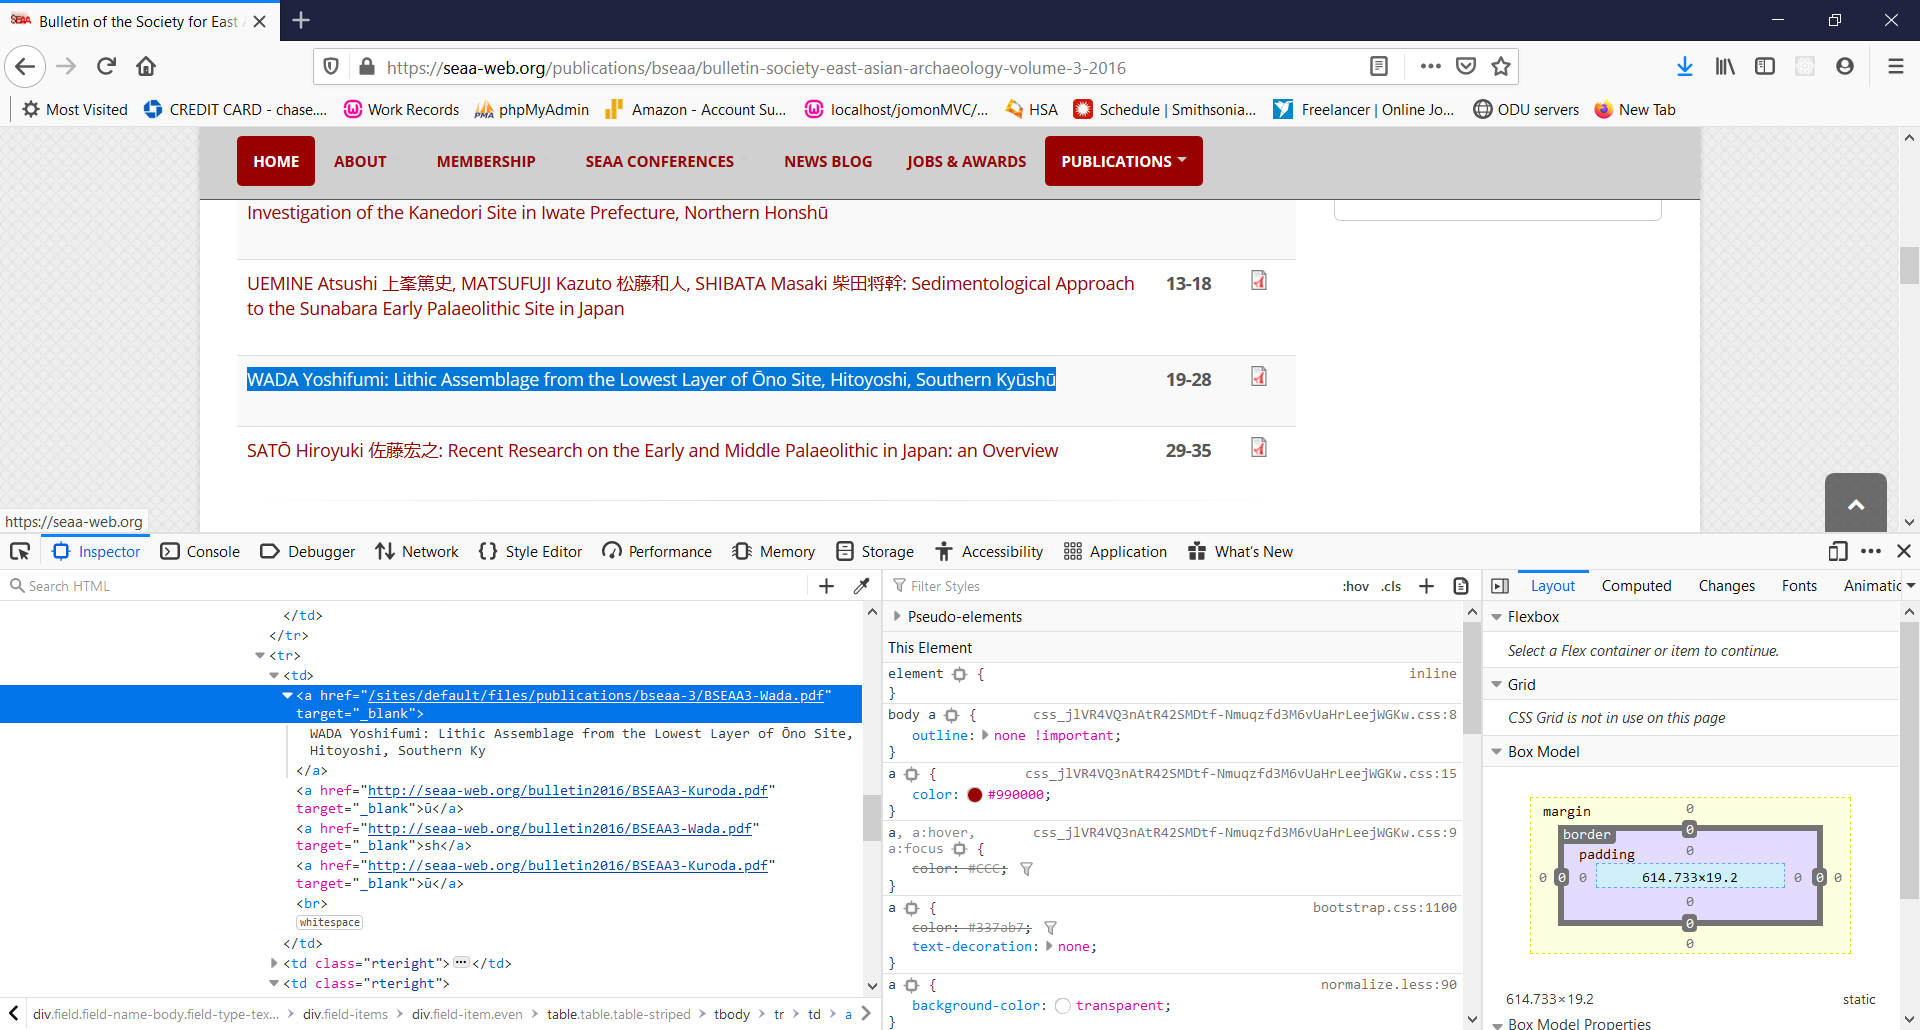 Bulletin of the Society for East A
https://seaa-web.org/publications/bseaa/bulletin-society-east-asian-archaeology-volume-3-2016
Most Visited CREDIT CARD - chase.... Work Records phpMyAdmin Amazon - Account Su... localhost/jomonMVC/... HSA Schedule | Smithsonia... Freelancer | Online Jo... ODU servers New Tab
HOME ABOUT MEMBERSHIP SEAA CONFERENCES NEWS BLOG JOBS & AWARDS PUBLICATIONS
Investigation of the Kanedori Site in Iwate Prefecture, Northern Honshū
UEMINE Atsushi 上峯篤史, MATSUFUJI Kazuto 松藤和人, SHIBATA Masaki 柴田将幹: Sedimentological Approach 13-18
to the Sunabara Early Palaeolithic Site in Japan
WADA Yoshifumi: Lithic Assemblage from the Lowest Layer of Ōno Site, Hitoyoshi, Southern Kyūshū 19-28
SATŌ Hiroyuki 佐藤宏之: Recent Research on the Early and Middle Palaeolithic in Japan: an Overview 29-35
https://seaa-web.org
Inspector Console Debugger Network Style Editor Performance Memory Storage Accessibility Application What's New
Search HTML
</td>
</tr>
<tr>
<td>
<a href="/sites/default/files/publications/bseaa-3/BSEAA3-Wada.pdf"
target="_blank">
WADA Yoshifumi: Lithic Assemblage from the Lowest Layer of Ōno Site,
Hitoyoshi, Southern Ky
</a>
<a href="http://seaa-web.org/bulletin2016/BSEAA3-Kuroda.pdf"
target="_blank">ū</a>
<a href="http://seaa-web.org/bulletin2016/BSEAA3-Wada.pdf"
target="_blank">sh</a>
<a href="http://seaa-web.org/bulletin2016/BSEAA3-Kuroda.pdf"
target="_blank">ū</a>
<br>
whitespace
</td>
<td class="rteright"> ••• </td>
<td class="rteright">
div.field.field-name-body.field-type-tex... > div.field-items > div.field-item.even > table.table.table-striped > tbody > tr > td > a
Filter Styles :hov .cls
Pseudo-elements
This Element
element { inline
}
body a { css_jlVR4VQ3nAtR42SMDtf-Nmuqzfd3M6vUaHrLeejWGKw.css:8
outline: none !important;
}
a { css_jlVR4VQ3nAtR42SMDtf-Nmuqzfd3M6vUaHrLeejWGKw.css:15
color: #990000;
}
a, a:hover, css_jlVR4VQ3nAtR42SMDtf-Nmuqzfd3M6vUaHrLeejWGKw.css:9
a:focus {
color: #CCC;
}
a { bootstrap.css:1100
color: #337ab7;
text-decoration: none;
}
a { normalize.less:90
background-color: transparent;
}
Layout Computed Changes Fonts Animatic
Flexbox
Select a Flex container or item to continue.
Grid
CSS Grid is not in use on this page
Box Model
margin 0
border 0
padding 0
0 0 0 614.733×19.2 0 0 0
0
0
0
614.733×19.2 static
Box Model Properties